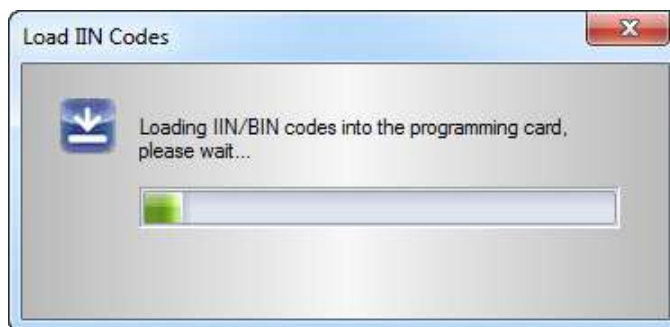 Load IIN Codes
Loading IIN/BIN codes into the programming card,
please wait...